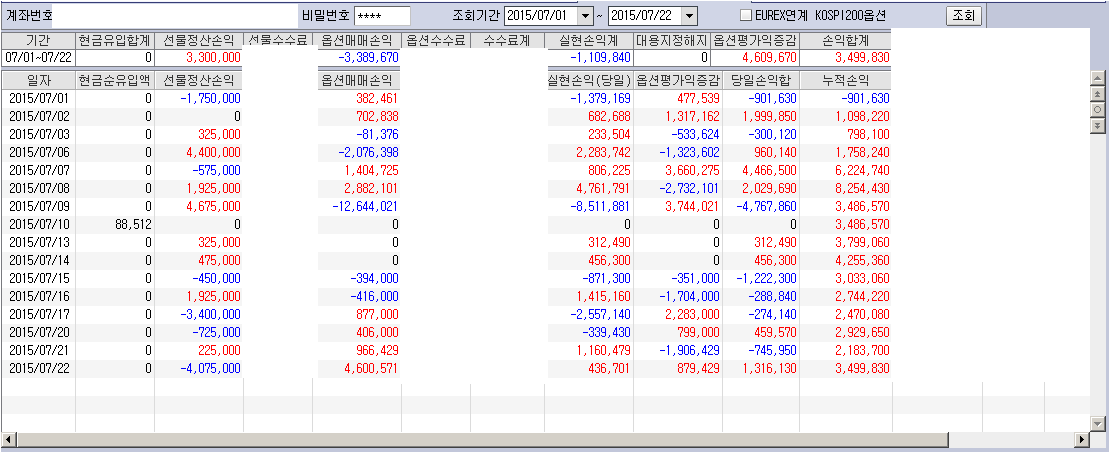 계좌번호 비밀번호 **** 조회기간 2015/07/01 ~ 2015/07/22 EUREX연계 KOSPI200옵션 조회
기간 현금유입합계 선물정산손익 선물수수료 옵션매매손익 옵션수수료 수수료계 실현손익계 대용지정해지 옵션평가익증감 손익합계
07/01~07/22 0 3,300,000 -3,389,670 -1,109,840 0 4,609,670 3,499,830
일자 현금순유입액 선물정산손익 옵션매매손익 실현손익(당일) 옵션평가익증감 당일손익합 누적손익
2015/07/01 0 -1,750,000 382,461 -1,379,169 477,539 -901,630 -901,630
2015/07/02 0 0 702,838 682,688 1,317,162 1,999,850 1,098,220
2015/07/03 0 325,000 -81,376 233,504 -533,624 -300,120 798,100
2015/07/06 0 4,400,000 -2,076,398 2,283,742 -1,323,602 960,140 1,758,240
2015/07/07 0 -575,000 1,404,725 806,225 3,660,275 4,466,500 6,224,740
2015/07/08 0 1,925,000 2,882,101 4,761,791 -2,732,101 2,029,690 8,254,430
2015/07/09 0 4,675,000 -12,644,021 -8,511,881 3,744,021 -4,767,860 3,486,570
2015/07/10 88,512 0 0 0 0 0 3,486,570
2015/07/13 0 325,000 0 312,490 0 312,490 3,799,060
2015/07/14 0 475,000 0 456,300 0 456,300 4,255,360
2015/07/15 0 -450,000 -394,000 -871,300 -351,000 -1,222,300 3,033,060
2015/07/16 0 1,925,000 -416,000 1,415,160 -1,704,000 -288,840 2,744,220
2015/07/17 0 -3,400,000 877,000 -2,557,140 2,283,000 -274,140 2,470,080
2015/07/20 0 -725,000 406,000 -339,430 799,000 459,570 2,929,650
2015/07/21 0 225,000 966,429 1,160,479 -1,906,429 -745,950 2,183,700
2015/07/22 0 -4,075,000 4,600,571 436,701 879,429 1,316,130 3,499,830